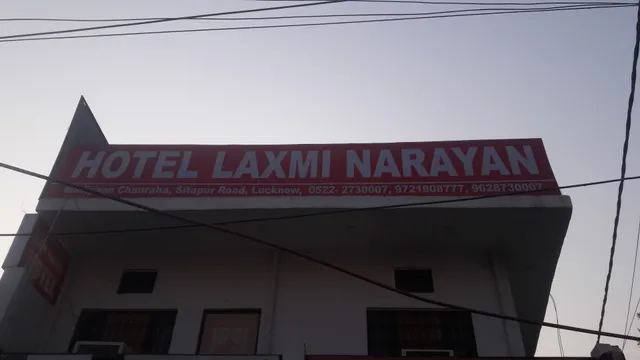 HOTEL LAXMI NARAYAN
Chauraha, Sitapur Road, Lucknow, 0522- 2730007, 9721808777, 9628730007